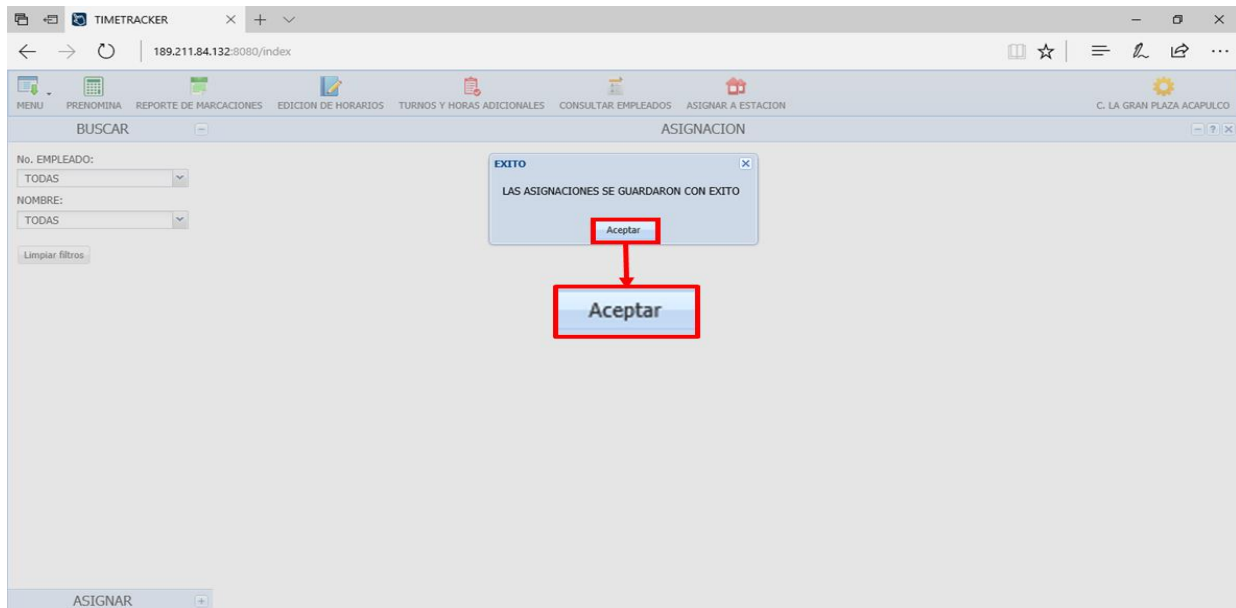 TIMETRACKER
189.211.84.132:8080/index
MENU PRENOMINA REPORTE DE MARCACIONES EDICION DE HORARIOS TURNOS Y HORAS ADICIONALES CONSULTAR EMPLEADOS ASIGNAR A ESTACION C. LA GRAN PLAZA ACAPULCO
BUSCAR
ASIGNACION
No. EMPLEADO:
TODAS
NOMBRE:
TODAS
Limpiar filtros
EXITO
LAS ASIGNACIONES SE GUARDARON CON EXITO
Aceptar
Aceptar
ASIGNAR